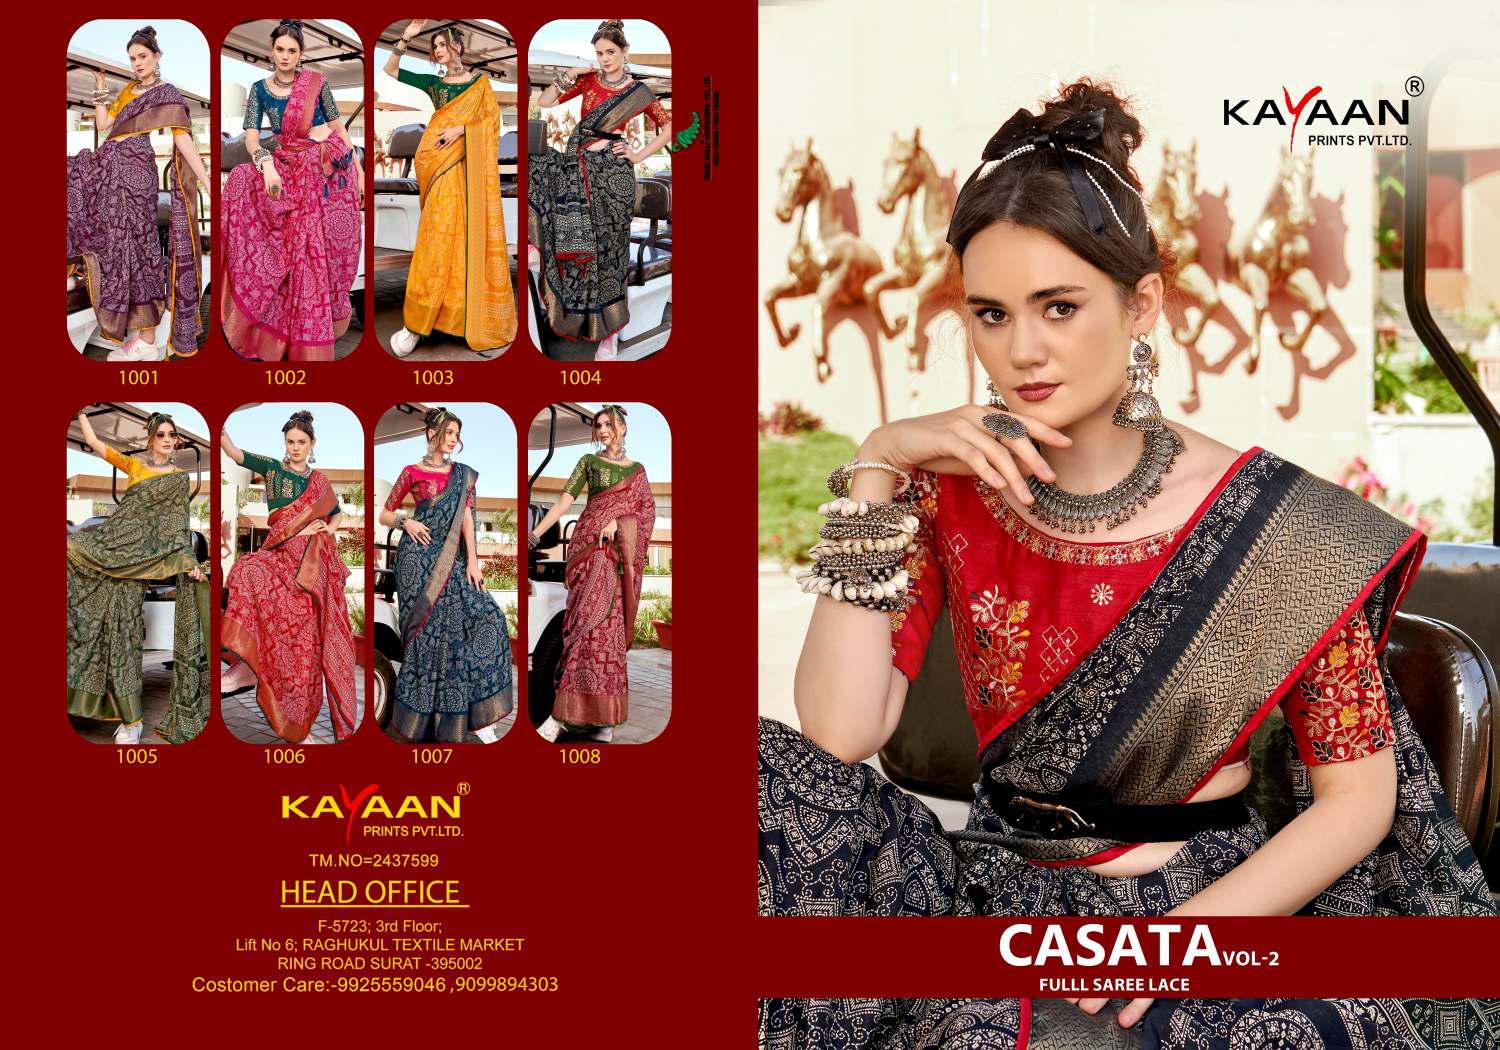 1001
1002
1003
1004
1005
1006
1007
1008
KAYAAN®
PRINTS PVT.LTD.
TM.NO=2437599
HEAD OFFICE
F-5723; 3rd Floor;
Lift No 6; RAGHUKUL TEXTILE MARKET
RING ROAD SURAT -395002
Costomer Care:-9925559046 ,9099894303
KAYAAN®
PRINTS PVT.LTD.
CASATA VOL-2
FULLL SAREE LACE